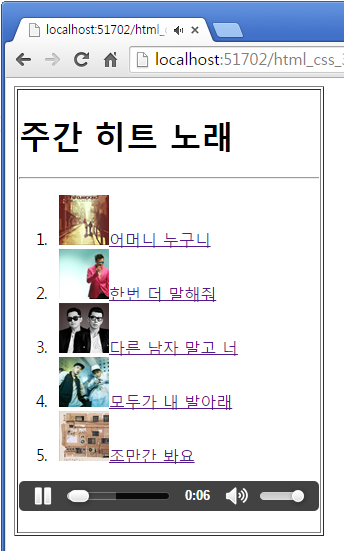 localhost:51702/html_c
localhost:51702/html_css_
주간 히트 노래
1. 어머니 누구니
2. 한번 더 말해줘
3. 다른 남자 말고 너
4. 모두가 내 발아래
5. 조만간 봐요
0:06